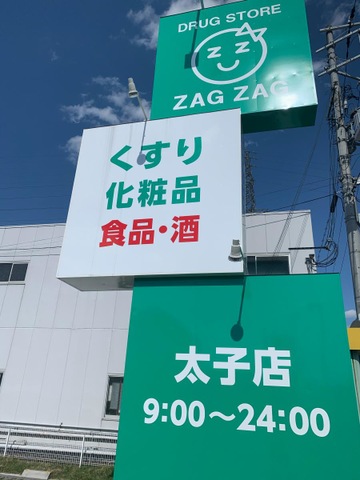 DRUG STORE
ZZ
ZAG ZAG
くすり
化粧品
食品・酒
太子店
9:00～24:00